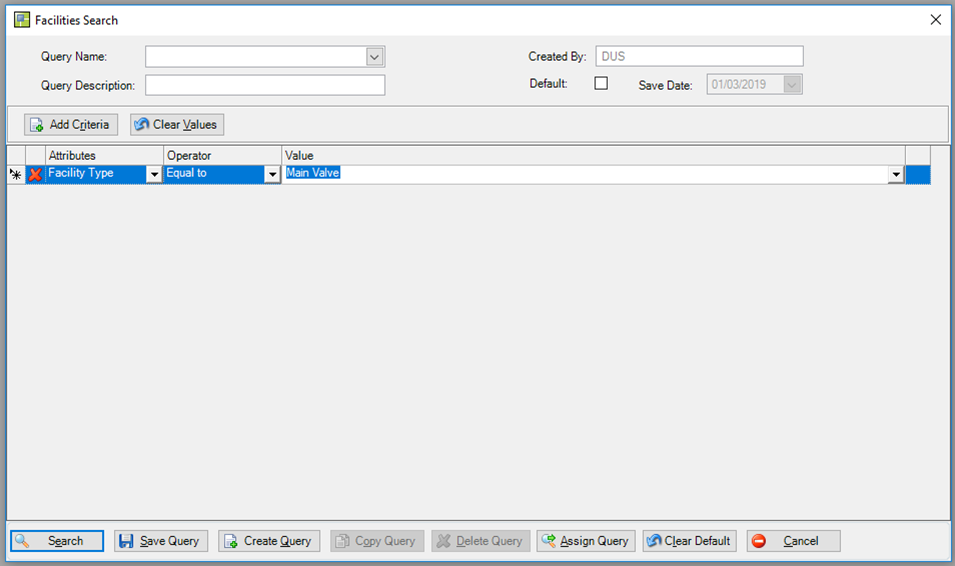 Facilities Search
Query Name:
Created By: DUS
Query Description:
Default:
Save Date: 01/03/2019
Add Criteria
Clear Values
Attributes Operator Value
Facility Type Equal to Main Valve
Search Save Query Create Query Copy Query Delete Query Assign Query Clear Default Cancel